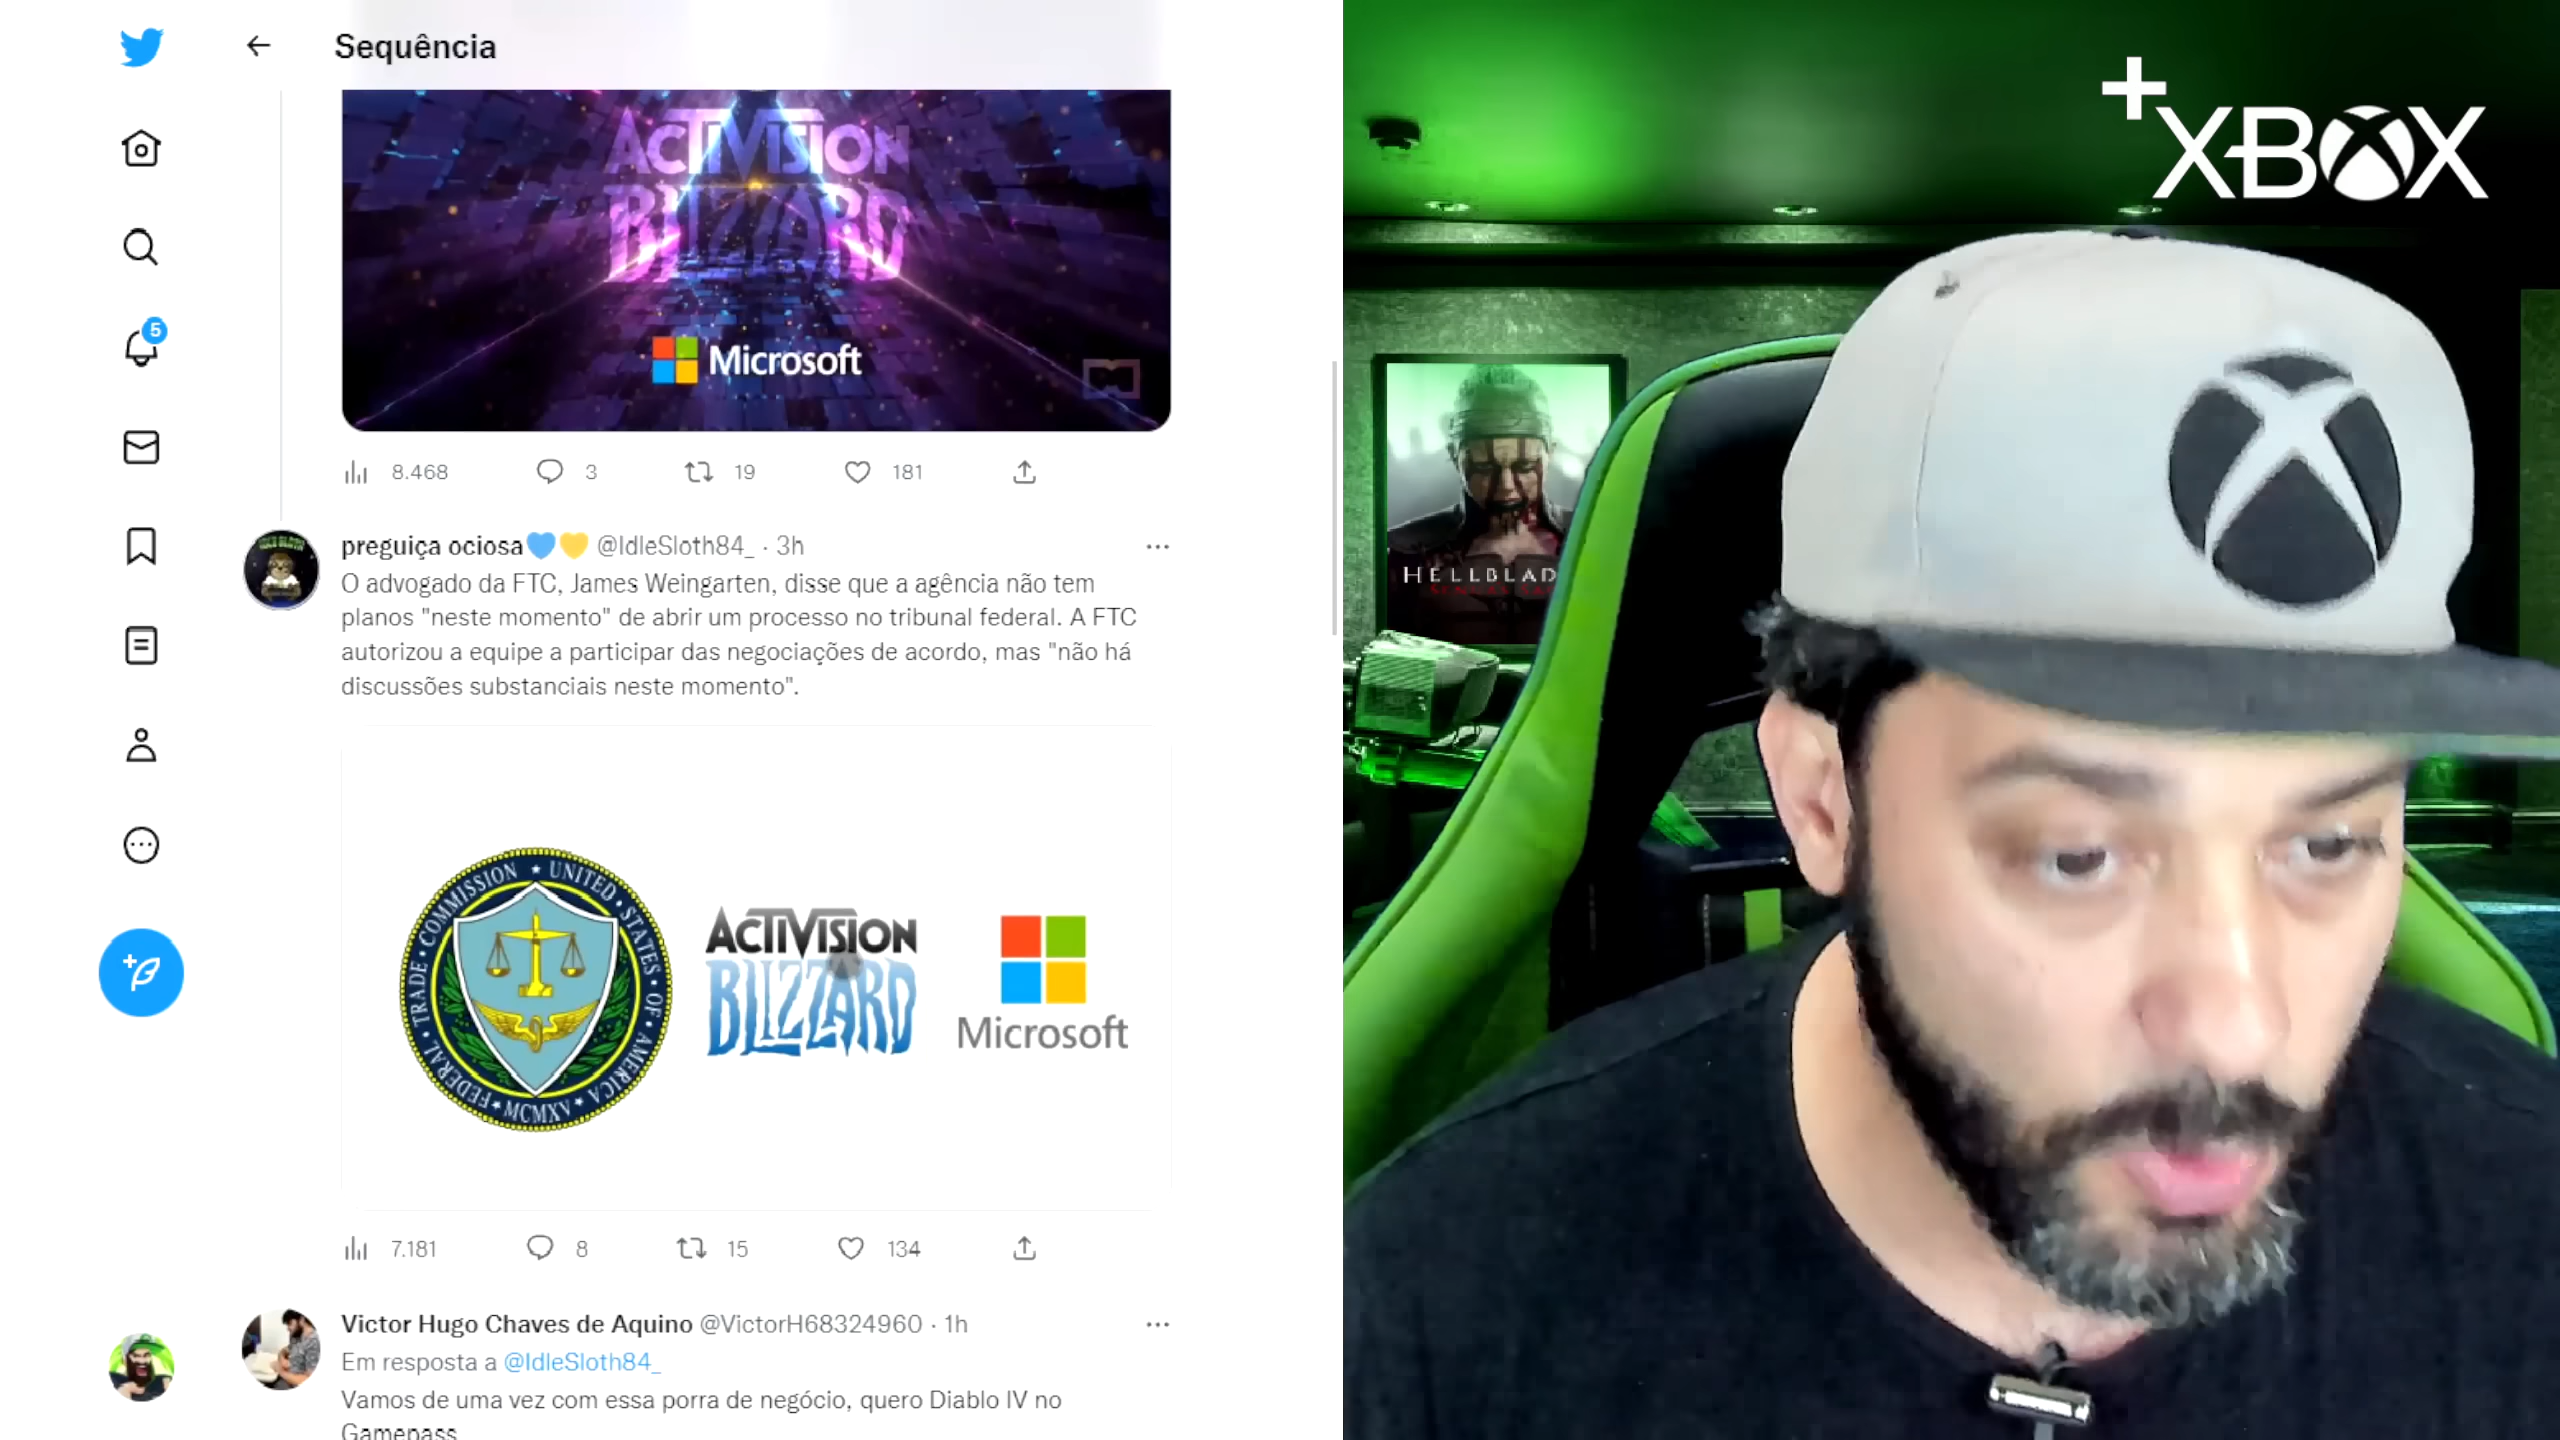 Sequência
ACTIVISION
BLIZZARD
Microsoft
8.468
3
19
181
5
preguiça ociosa💙💛 @IdleSloth84_ · 3h
O advogado da FTC, James Weingarten, disse que a agência não tem
planos "neste momento" de abrir um processo no tribunal federal. A FTC
autorizou a equipe a participar das negociações de acordo, mas "não há
discussões substanciais neste momento".
FEDERAL · TRADE · COMMISSION ★ UNITED · STATES · OF · AMERICA
★ MCMXV ★
ACTIVISION
BLIZZARD
Microsoft
7.181
8
15
134
Victor Hugo Chaves de Aquino @VictorH68324960 · 1h
Em resposta a @IdleSloth84_
Vamos de uma vez com essa porra de negócio, quero Diablo IV no
Gamepass
+XBOX
HELLBLAD